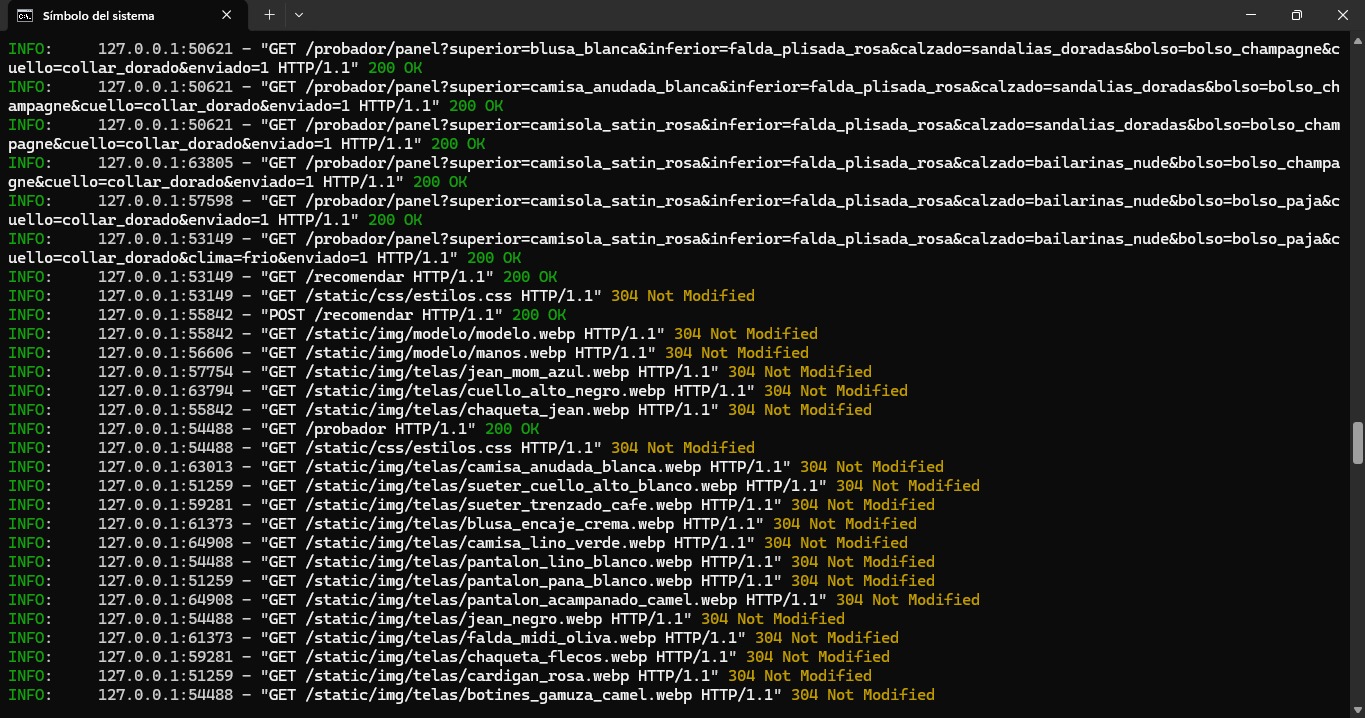 Símbolo del sistema
INFO:     127.0.0.1:50621 - "GET /probador/panel?superior=blusa_blanca&inferior=falda_plisada_rosa&calzado=sandalias_doradas&bolso=bolso_champagne&c
uello=collar_dorado&enviado=1 HTTP/1.1" 200 OK
INFO:     127.0.0.1:50621 - "GET /probador/panel?superior=camisa_anudada_blanca&inferior=falda_plisada_rosa&calzado=sandalias_doradas&bolso=bolso_ch
ampagne&cuello=collar_dorado&enviado=1 HTTP/1.1" 200 OK
INFO:     127.0.0.1:50621 - "GET /probador/panel?superior=camisola_satin_rosa&inferior=falda_plisada_rosa&calzado=sandalias_doradas&bolso=bolso_cham
pagne&cuello=collar_dorado&enviado=1 HTTP/1.1" 200 OK
INFO:     127.0.0.1:63805 - "GET /probador/panel?superior=camisola_satin_rosa&inferior=falda_plisada_rosa&calzado=bailarinas_nude&bolso=bolso_champa
gne&cuello=collar_dorado&enviado=1 HTTP/1.1" 200 OK
INFO:     127.0.0.1:57598 - "GET /probador/panel?superior=camisola_satin_rosa&inferior=falda_plisada_rosa&calzado=bailarinas_nude&bolso=bolso_paja&c
uello=collar_dorado&enviado=1 HTTP/1.1" 200 OK
INFO:     127.0.0.1:53149 - "GET /probador/panel?superior=camisola_satin_rosa&inferior=falda_plisada_rosa&calzado=bailarinas_nude&bolso=bolso_paja&c
uello=collar_dorado&clima=frio&enviado=1 HTTP/1.1" 200 OK
INFO:     127.0.0.1:53149 - "GET /recomendar HTTP/1.1" 200 OK
INFO:     127.0.0.1:53149 - "GET /static/css/estilos.css HTTP/1.1" 304 Not Modified
INFO:     127.0.0.1:55842 - "POST /recomendar HTTP/1.1" 200 OK
INFO:     127.0.0.1:55842 - "GET /static/img/modelo/modelo.webp HTTP/1.1" 304 Not Modified
INFO:     127.0.0.1:56606 - "GET /static/img/modelo/manos.webp HTTP/1.1" 304 Not Modified
INFO:     127.0.0.1:57754 - "GET /static/img/telas/jean_mom_azul.webp HTTP/1.1" 304 Not Modified
INFO:     127.0.0.1:63794 - "GET /static/img/telas/cuello_alto_negro.webp HTTP/1.1" 304 Not Modified
INFO:     127.0.0.1:55842 - "GET /static/img/telas/chaqueta_jean.webp HTTP/1.1" 304 Not Modified
INFO:     127.0.0.1:54488 - "GET /probador HTTP/1.1" 200 OK
INFO:     127.0.0.1:54488 - "GET /static/css/estilos.css HTTP/1.1" 304 Not Modified
INFO:     127.0.0.1:63013 - "GET /static/img/telas/camisa_anudada_blanca.webp HTTP/1.1" 304 Not Modified
INFO:     127.0.0.1:51259 - "GET /static/img/telas/sueter_cuello_alto_blanco.webp HTTP/1.1" 304 Not Modified
INFO:     127.0.0.1:59281 - "GET /static/img/telas/sueter_trenzado_cafe.webp HTTP/1.1" 304 Not Modified
INFO:     127.0.0.1:61373 - "GET /static/img/telas/blusa_encaje_crema.webp HTTP/1.1" 304 Not Modified
INFO:     127.0.0.1:64908 - "GET /static/img/telas/camisa_lino_verde.webp HTTP/1.1" 304 Not Modified
INFO:     127.0.0.1:54488 - "GET /static/img/telas/pantalon_lino_blanco.webp HTTP/1.1" 304 Not Modified
INFO:     127.0.0.1:51259 - "GET /static/img/telas/pantalon_pana_blanco.webp HTTP/1.1" 304 Not Modified
INFO:     127.0.0.1:64908 - "GET /static/img/telas/pantalon_acampanado_camel.webp HTTP/1.1" 304 Not Modified
INFO:     127.0.0.1:54488 - "GET /static/img/telas/jean_negro.webp HTTP/1.1" 304 Not Modified
INFO:     127.0.0.1:61373 - "GET /static/img/telas/falda_midi_oliva.webp HTTP/1.1" 304 Not Modified
INFO:     127.0.0.1:59281 - "GET /static/img/telas/chaqueta_flecos.webp HTTP/1.1" 304 Not Modified
INFO:     127.0.0.1:51259 - "GET /static/img/telas/cardigan_rosa.webp HTTP/1.1" 304 Not Modified
INFO:     127.0.0.1:54488 - "GET /static/img/telas/botines_gamuza_camel.webp HTTP/1.1" 304 Not Modified